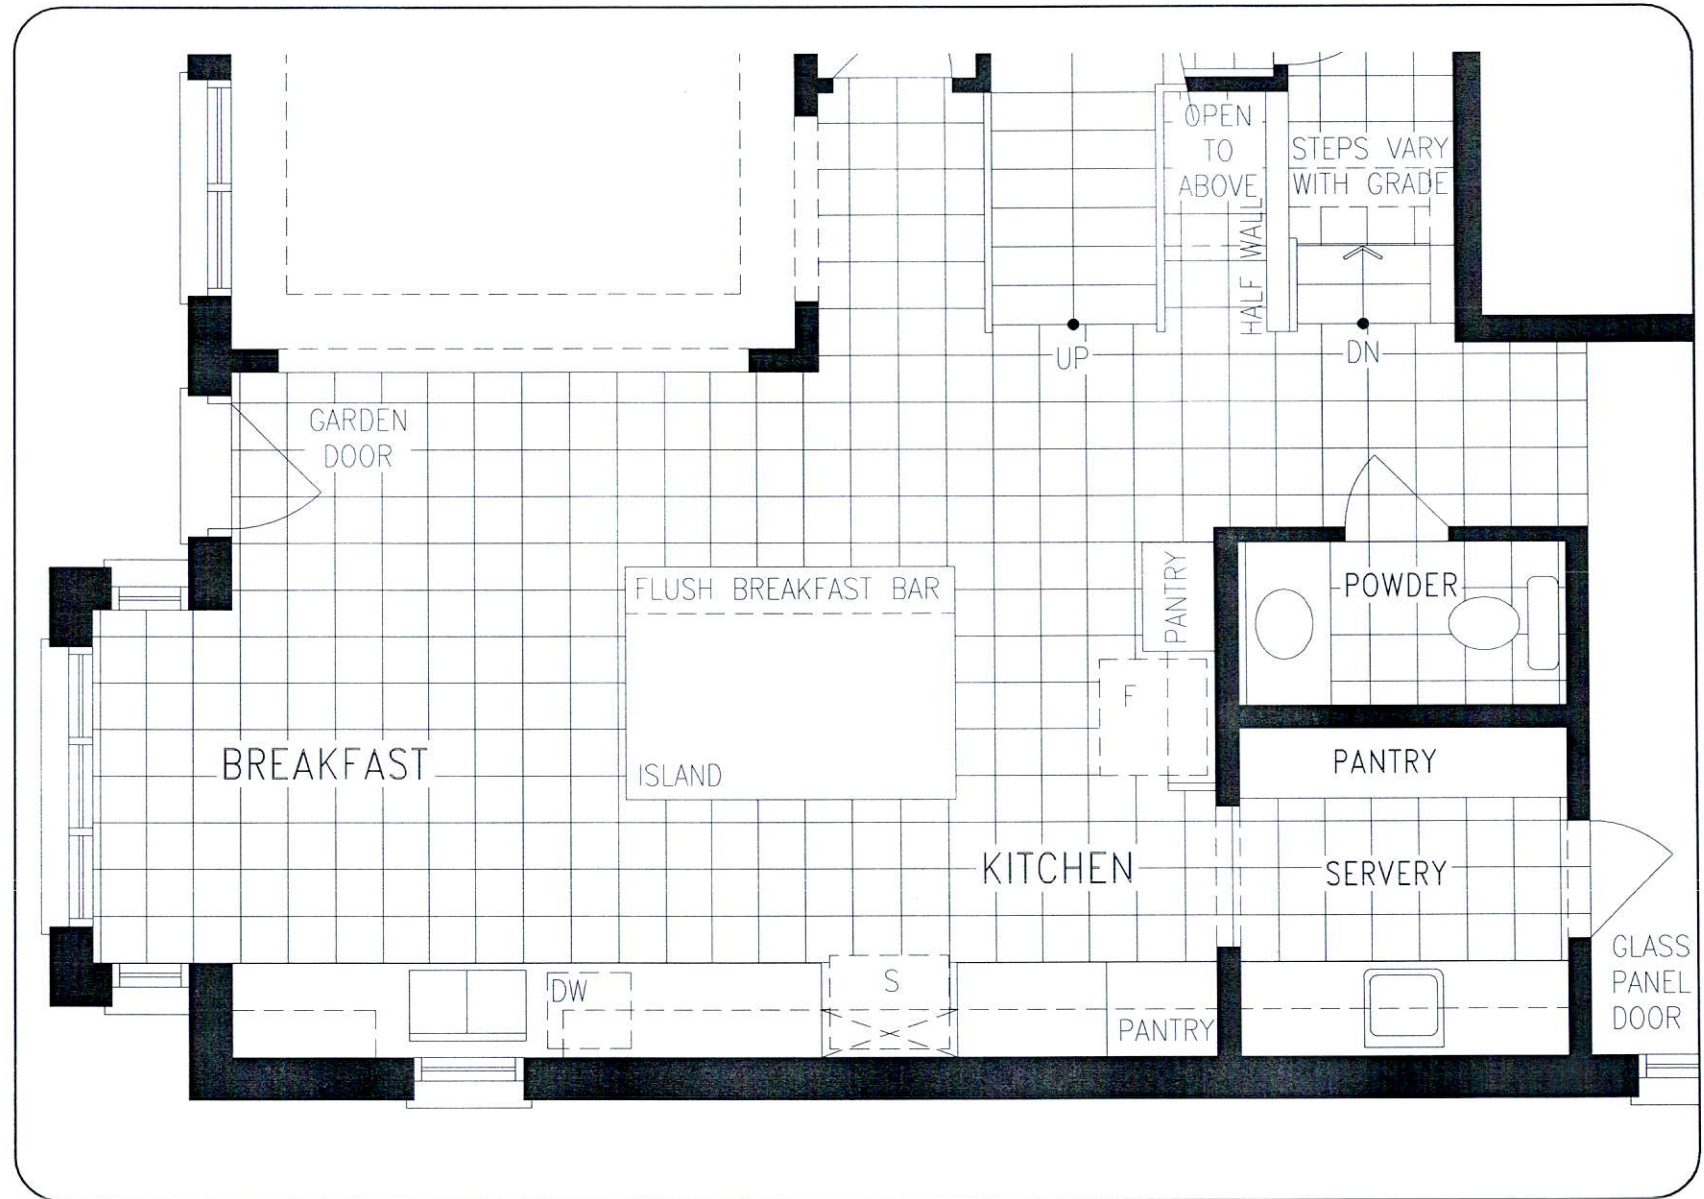 OPEN
TO
ABOVE
STEPS VARY
WITH GRADE
HALF WALL
UP
DN
GARDEN
DOOR
FLUSH BREAKFAST BAR
ISLAND
PANTRY
F
POWDER
BREAKFAST
PANTRY
KITCHEN
SERVERY
GLASS
PANEL
DOOR
DW
S
PANTRY